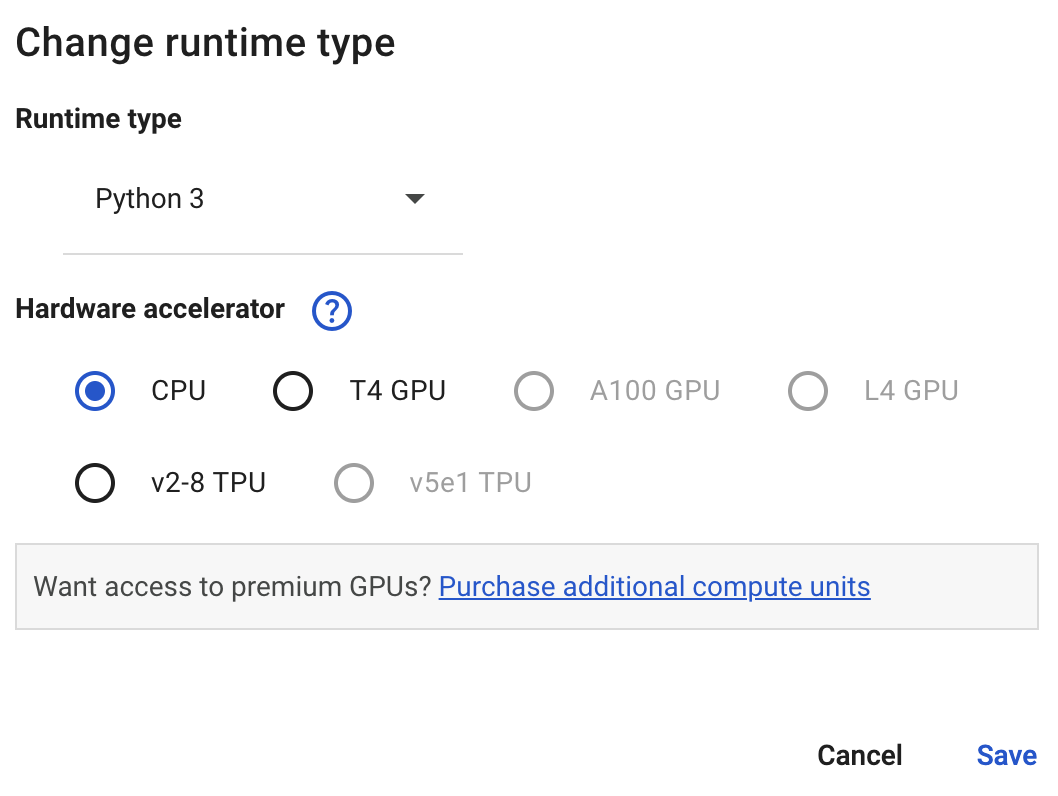 Change runtime type
Runtime type
Python 3
Hardware accelerator ?
CPU T4 GPU A100 GPU L4 GPU
v2-8 TPU v5e1 TPU
Want access to premium GPUs? Purchase additional compute units
Cancel Save